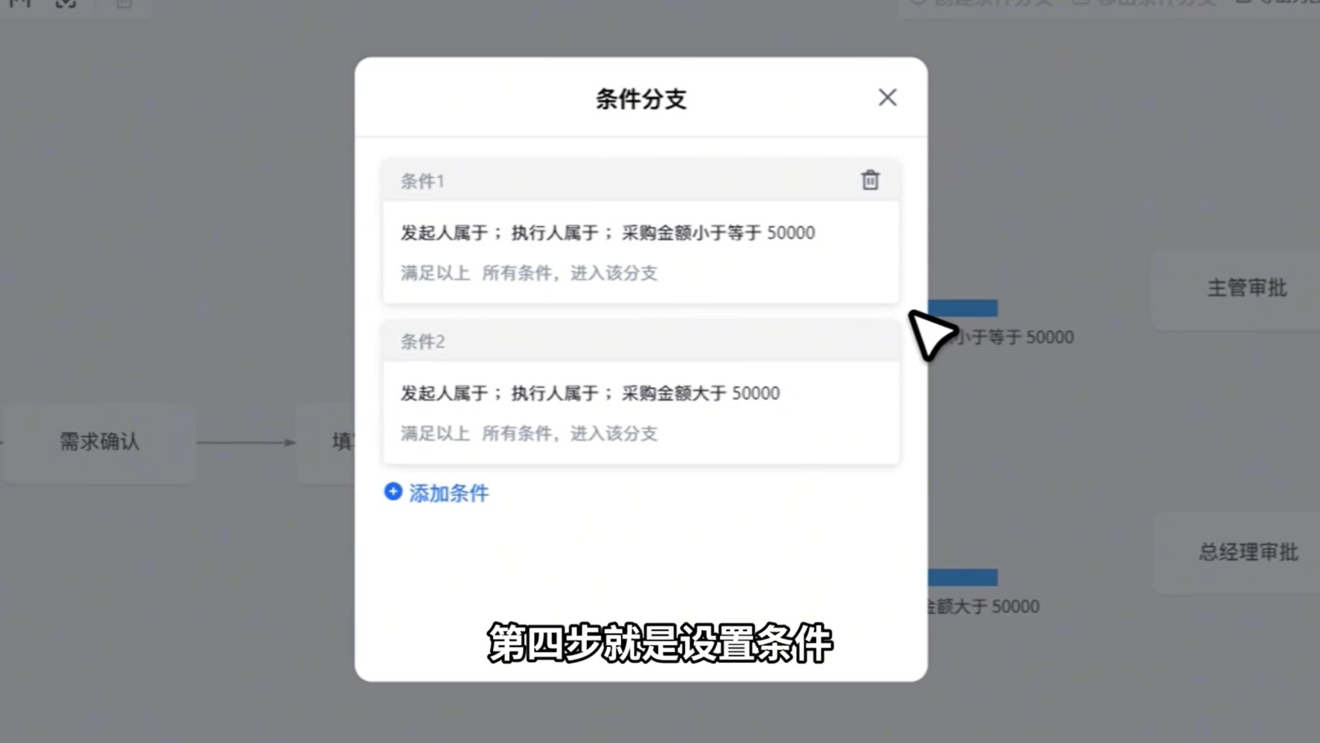 条件分支
条件1
发起人属于； 执行人属于； 采购金额小于等于 50000
满足以上 所有条件，进入该分支
条件2
发起人属于； 执行人属于； 采购金额大于 50000
满足以上 所有条件，进入该分支
添加条件
需求确认
填
小于等于 50000
主管审批
金额大于 50000
总经理审批
第四步就是设置条件